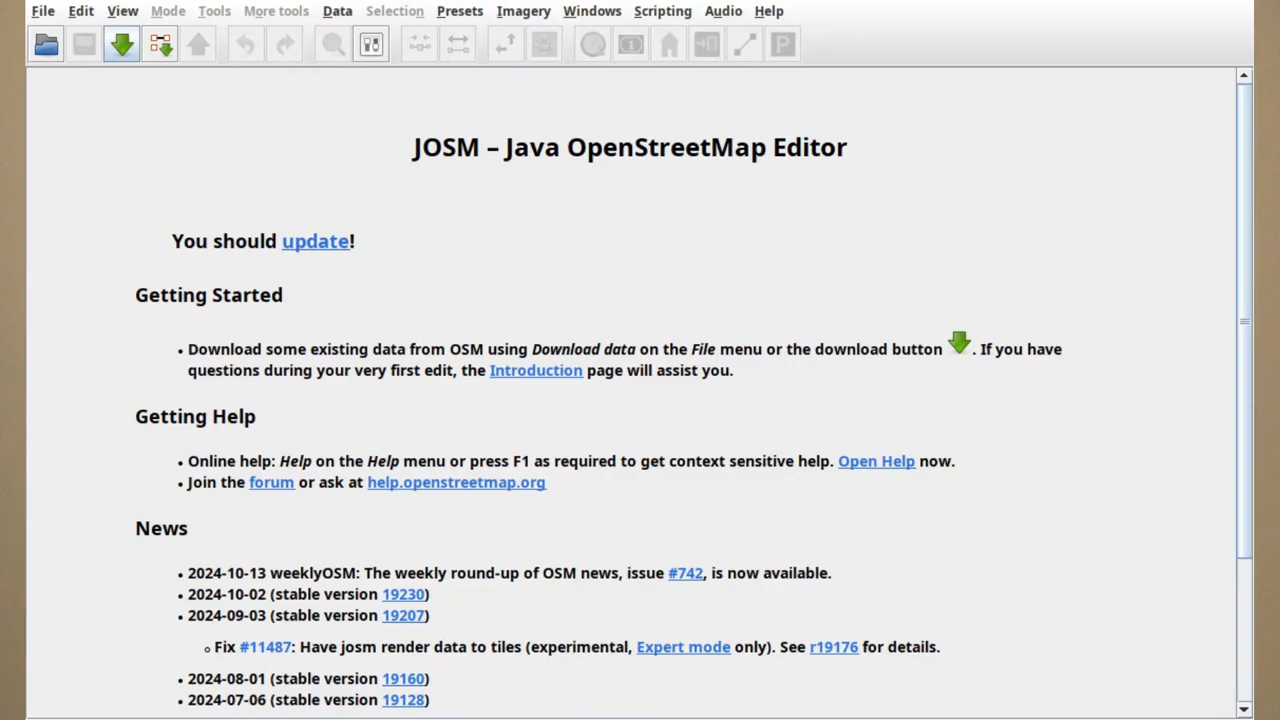 File Edit View Mode Tools More tools Data Selection Presets Imagery Windows Scripting Audio Help
JOSM – Java OpenStreetMap Editor
You should update!
Getting Started
• Download some existing data from OSM using Download data on the File menu or the download button . If you have
questions during your very first edit, the Introduction page will assist you.
Getting Help
• Online help: Help on the Help menu or press F1 as required to get context sensitive help. Open Help now.
• Join the forum or ask at help.openstreetmap.org
News
• 2024-10-13 weeklyOSM: The weekly round-up of OSM news, issue #742, is now available.
• 2024-10-02 (stable version 19230)
• 2024-09-03 (stable version 19207)
◦ Fix #11487: Have josm render data to tiles (experimental, Expert mode only). See r19176 for details.
• 2024-08-01 (stable version 19160)
• 2024-07-06 (stable version 19128)